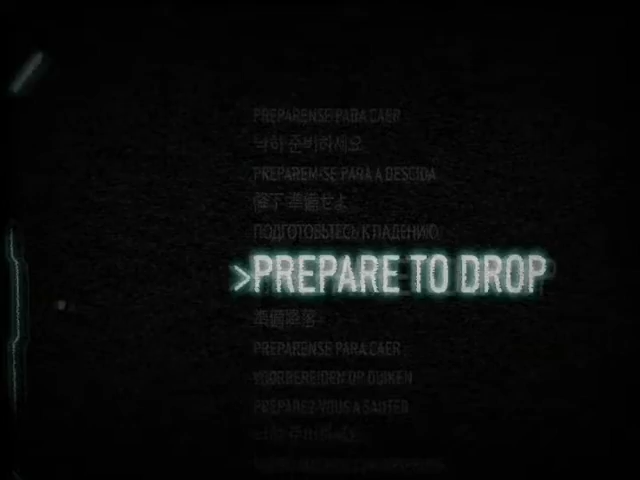 PREPARENSE PARA CAER
낙하 준비하세요
PREPAREM-SE PARA A DESCIDA
降下準備せよ
ПОДГОТОВЬТЕСЬ К ПАДЕНИЮ
>PREPARE TO DROP
準備降落
PREPARENSE PARA CAER
VOORBEREIDEN OP DUIKEN
PREPAREZ-VOUS A SAUTER